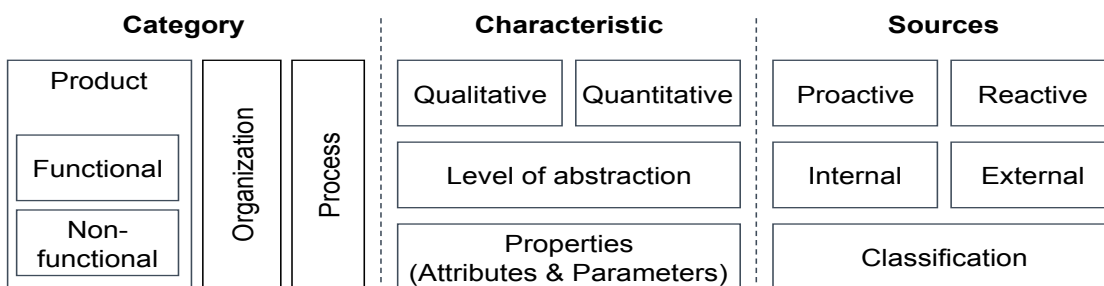 Category
Product
Functional
Non-
functional
Organization
Process
Characteristic
Qualitative
Quantitative
Level of abstraction
Properties
(Attributes & Parameters)
Sources
Proactive
Reactive
Internal
External
Classification